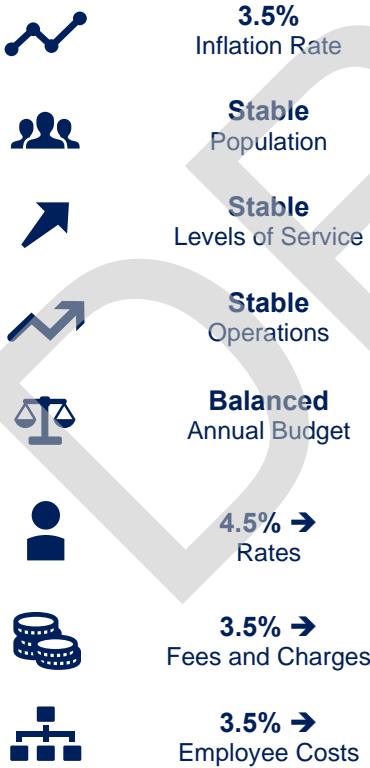 3.5%
Inflation Rate
Stable
Population
Stable
Levels of Service
Stable
Operations
Balanced
Annual Budget
4.5% ➔
Rates
3.5% ➔
Fees and Charges
3.5% ➔
Employee Costs